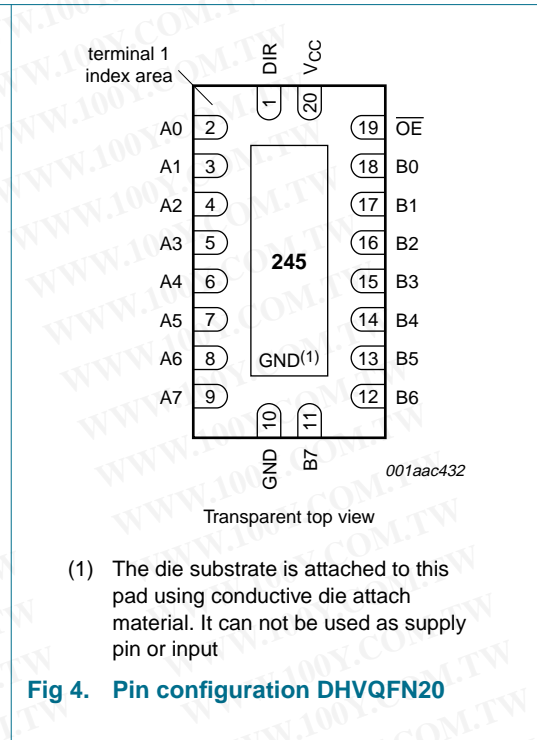 terminal 1
index area
DIR
VCC
1
20
A0 2 19 OE
A1 3 18 B0
A2 4 17 B1
A3 5 16 B2
245
A4 6 15 B3
A5 7 14 B4
A6 8 GND(1) 13 B5
A7 9 12 B6
10
11
GND
B7
001aac432
Transparent top view
(1) The die substrate is attached to this
pad using conductive die attach
material. It can not be used as supply
pin or input
Fig 4. Pin configuration DHVQFN20
WWW.100Y.COM.TW